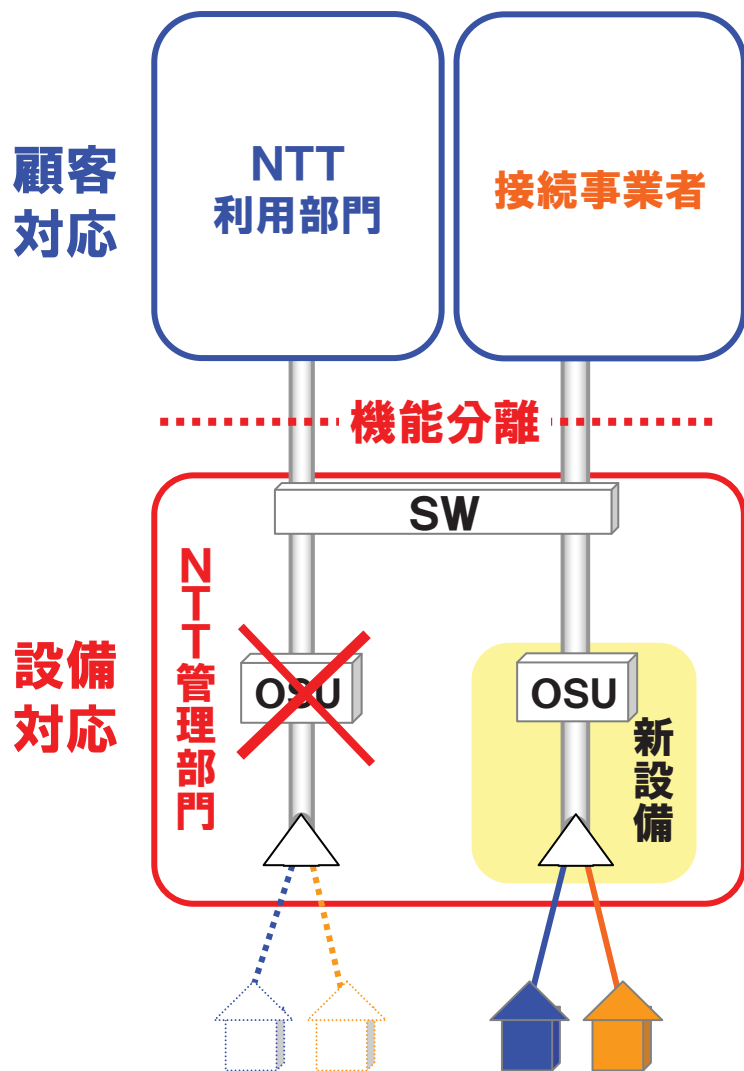 顧客
対応
NTT
利用部門
接続事業者
機能分離
SW
設備
対応
NTT管理部門
OSU
OSU
新設備